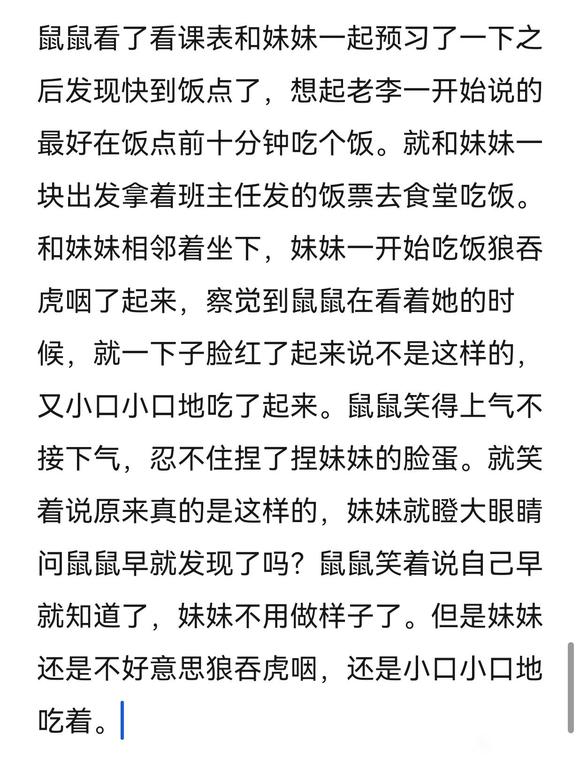 鼠鼠看了看课表和妹妹一起预习了一下之
后发现快到饭点了，想起老李一开始说的
最好在饭点前十分钟吃个饭。就和妹妹一
块出发拿着班主任发的饭票去食堂吃饭。
和妹妹相邻着坐下，妹妹一开始吃饭狼吞
虎咽了起来，察觉到鼠鼠在看着她的时
候，就一下子脸红了起来说不是这样的，
又小口小口地吃了起来。鼠鼠笑得上气不
接下气，忍不住捏了捏妹妹的脸蛋。就笑
着说原来真的是这样的，妹妹就瞪大眼睛
问鼠鼠早就发现了吗？鼠鼠笑着说自己早
就知道了，妹妹不用做样子了。但是妹妹
还是不好意思狼吞虎咽，还是小口小口地
吃着。